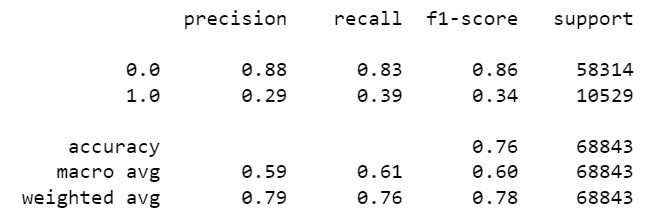 precision recall f1-score support
0.0 0.88 0.83 0.86 58314
1.0 0.29 0.39 0.34 10529
accuracy 0.76 68843
macro avg 0.59 0.61 0.60 68843
weighted avg 0.79 0.76 0.78 68843